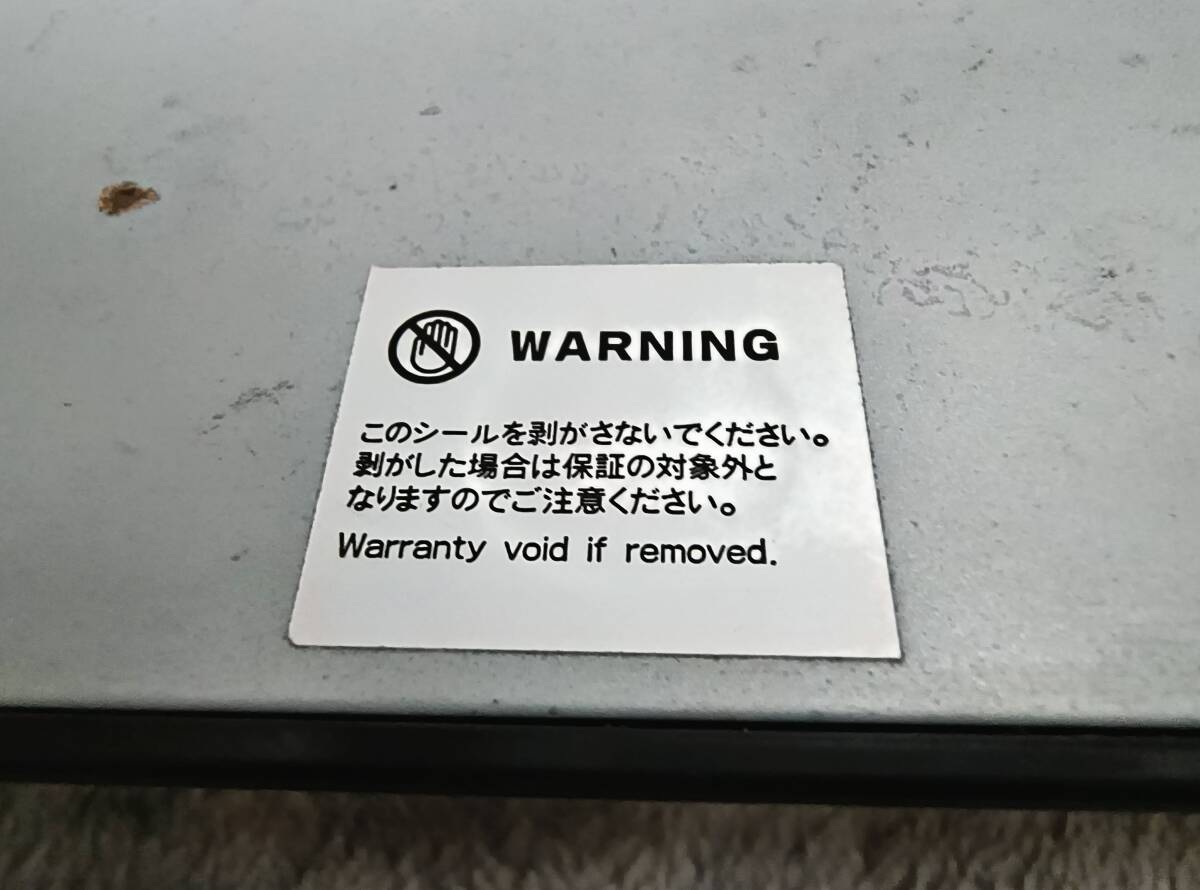 WARNING
このシールを剥がさないでください。
剥がした場合は保証の対象外と
なりますのでご注意ください。
Warranty void if removed.